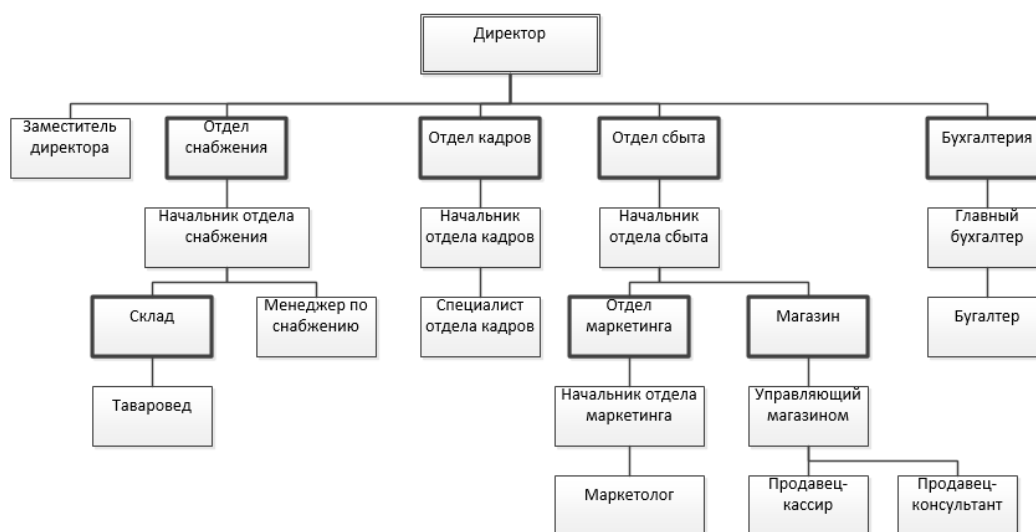 Директор
Заместитель
директора
Отдел
снабжения
Отдел кадров
Отдел сбыта
Бухгалтерия
Начальник отдела
снабжения
Начальник
отдела кадров
Начальник
отдела сбыта
Главный
бухгалтер
Склад
Менеджер по
снабжению
Специалист
отдела кадров
Отдел
маркетинга
Магазин
Бугалтер
Тавaровед
Начальник отдела
маркетинга
Управляющий
магазином
Маркетолог
Продавец-
кассир
Продавец-
консультант